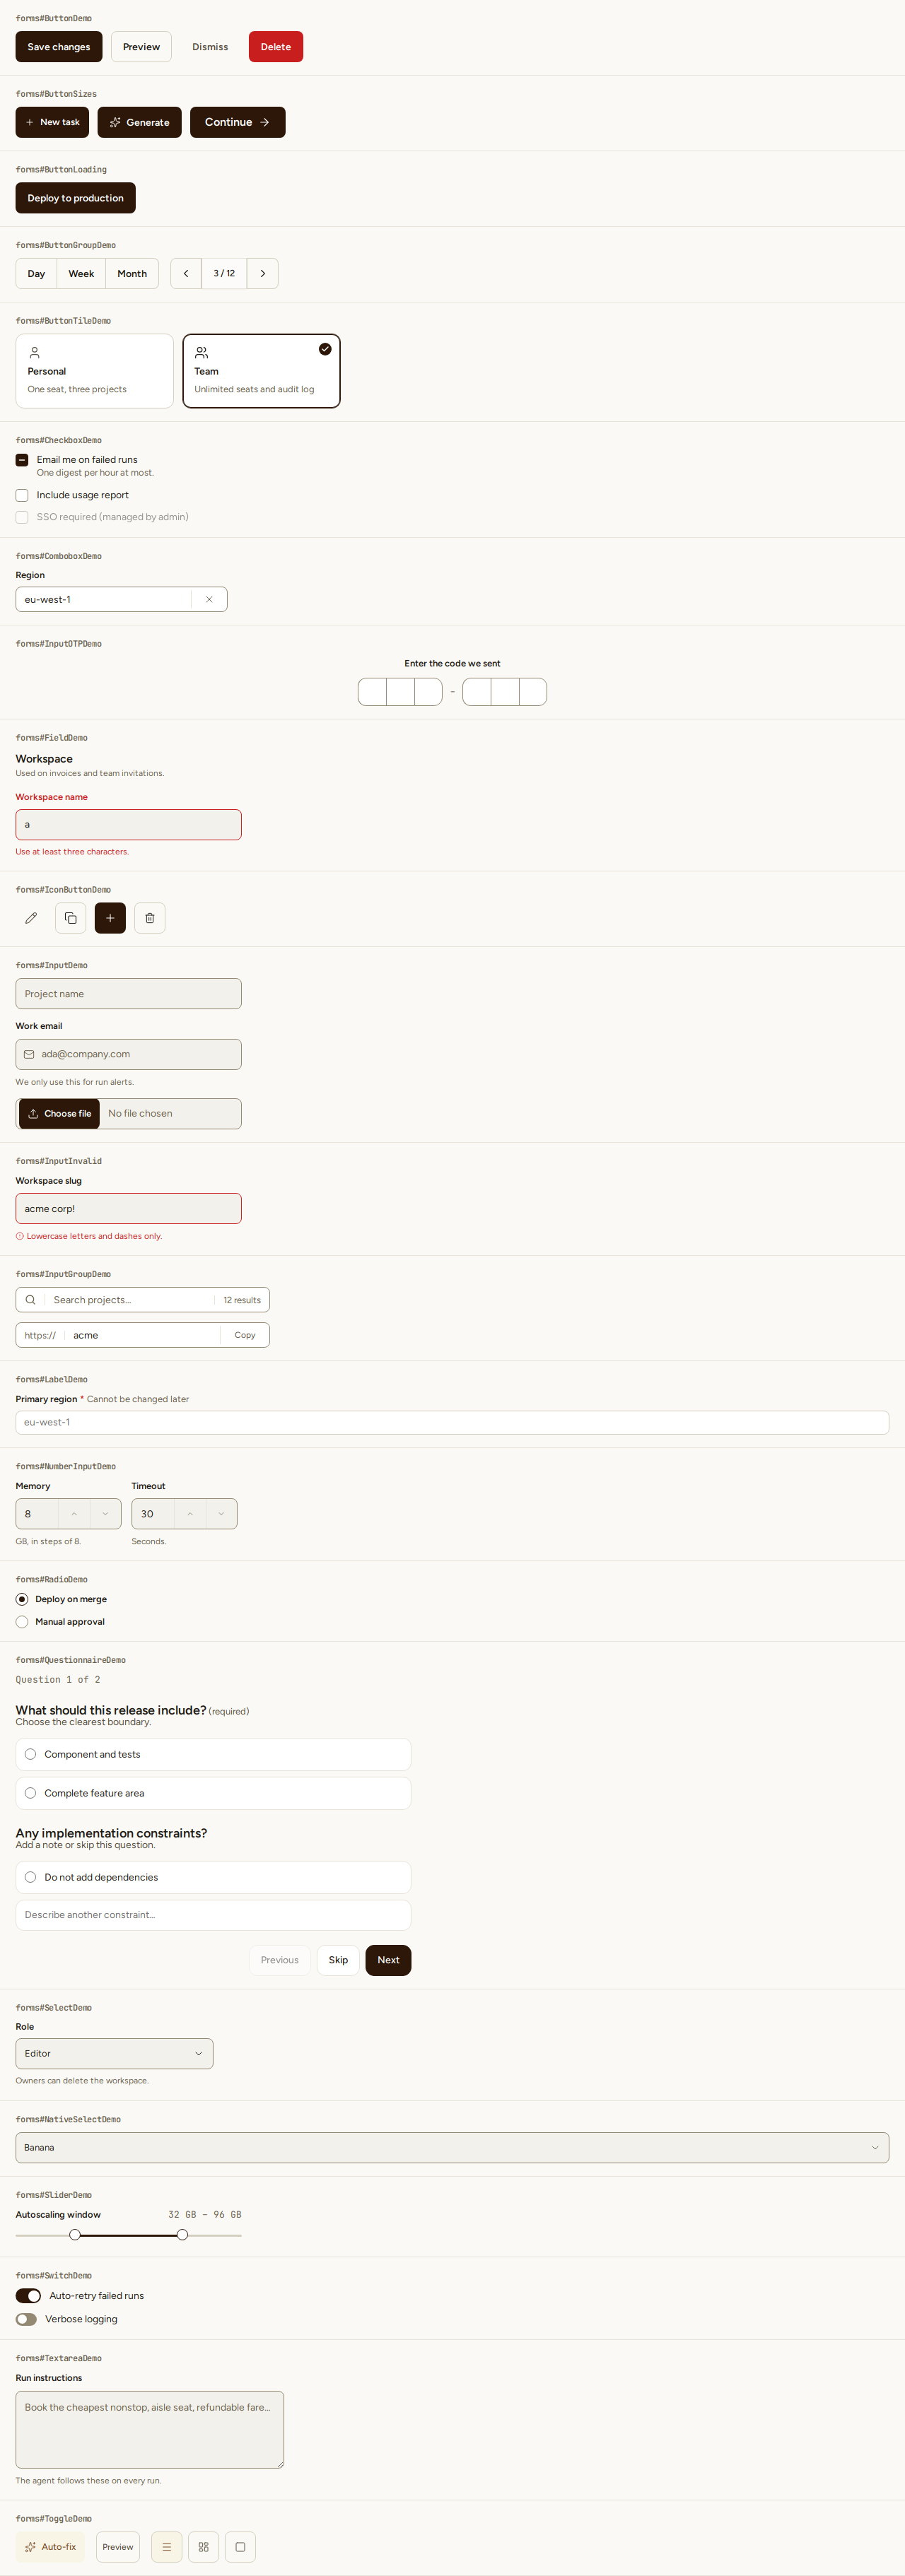 forms#ButtonDemo
Save changes Preview Dismiss Delete
forms#ButtonSizes
New task Generate Continue
forms#ButtonLoading
Deploy to production
forms#ButtonGroupDemo
Day Week Month 3 / 12
forms#ButtonTileDemo
Personal Team
One seat, three projects Unlimited seats and audit log
forms#CheckboxDemo
Email me on failed runs
One digest per hour at most.
Include usage report
SSO required (managed by admin)
forms#ComboboxDemo
Region
eu-west-1
forms#InputOTPDemo
Enter the code we sent
-
forms#FieldDemo
Workspace
Used on invoices and team invitations.
Workspace name
a
Use at least three characters.
forms#IconButtonDemo
forms#InputDemo
Project name
Work email
ada@company.com
We only use this for run alerts.
Choose file No file chosen
forms#InputInvalid
Workspace slug
acme corp!
Lowercase letters and dashes only.
forms#InputGroupDemo
Search projects... 12 results
https:// acme Copy
forms#LabelDemo
Primary region * Cannot be changed later
eu-west-1
forms#NumberInputDemo
Memory Timeout
8 30
GB, in steps of 8. Seconds.
forms#RadioDemo
Deploy on merge
Manual approval
forms#QuestionnaireDemo
Question 1 of 2
What should this release include? (required)
Choose the clearest boundary.
Component and tests
Complete feature area
Any implementation constraints?
Add a note or skip this question.
Do not add dependencies
Describe another constraint...
Previous Skip Next
forms#SelectDemo
Role
Editor
Owners can delete the workspace.
forms#NativeSelectDemo
Banana
forms#SliderDemo
Autoscaling window 32 GB – 96 GB
forms#SwitchDemo
Auto-retry failed runs
Verbose logging
forms#TextareaDemo
Run instructions
Book the cheapest nonstop, aisle seat, refundable fare...
The agent follows these on every run.
forms#ToggleDemo
Auto-fix Preview